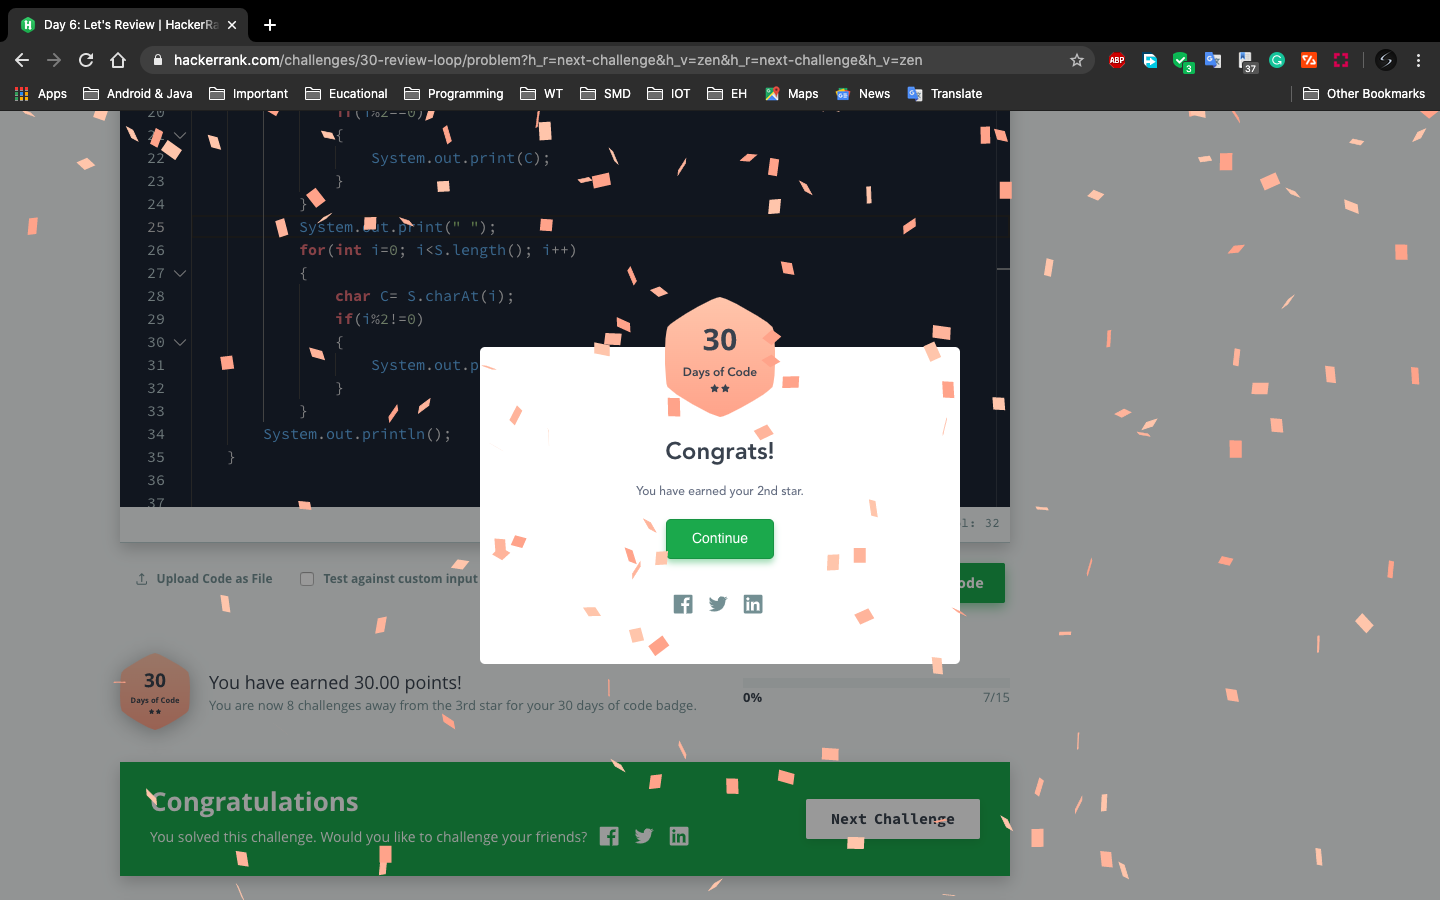 Day 6: Let's Review | HackerRa
hackerrank.com/challenges/30-review-loop/problem?h_r=next-challenge&h_v=zen&h_r=next-challenge&h_v=zen
ABP
3
37
Apps
Android & Java
Important
Eucational
Programming
WT
SMD
IOT
EH
Maps
News
Translate
Other Bookmarks
20 if(i%2==0)
21 {
22 System.out.print(C);
23 }
24 }
25 System.out.print(" ");
26 for(int i=0; i<S.length(); i++)
27 {
28 char C= S.charAt(i);
29 if(i%2!=0)
30 {
31 System.out.p
32 }
33 }
34 System.out.println();
35 }
36
37
30
Days of Code
Congrats!
You have earned your 2nd star.
Continue
: 32
Upload Code as File
Test against custom input
ode
30
Days of Code
You have earned 30.00 points!
You are now 8 challenges away from the 3rd star for your 30 days of code badge.
0%
7/15
Congratulations
You solved this challenge. Would you like to challenge your friends?
Next Challenge